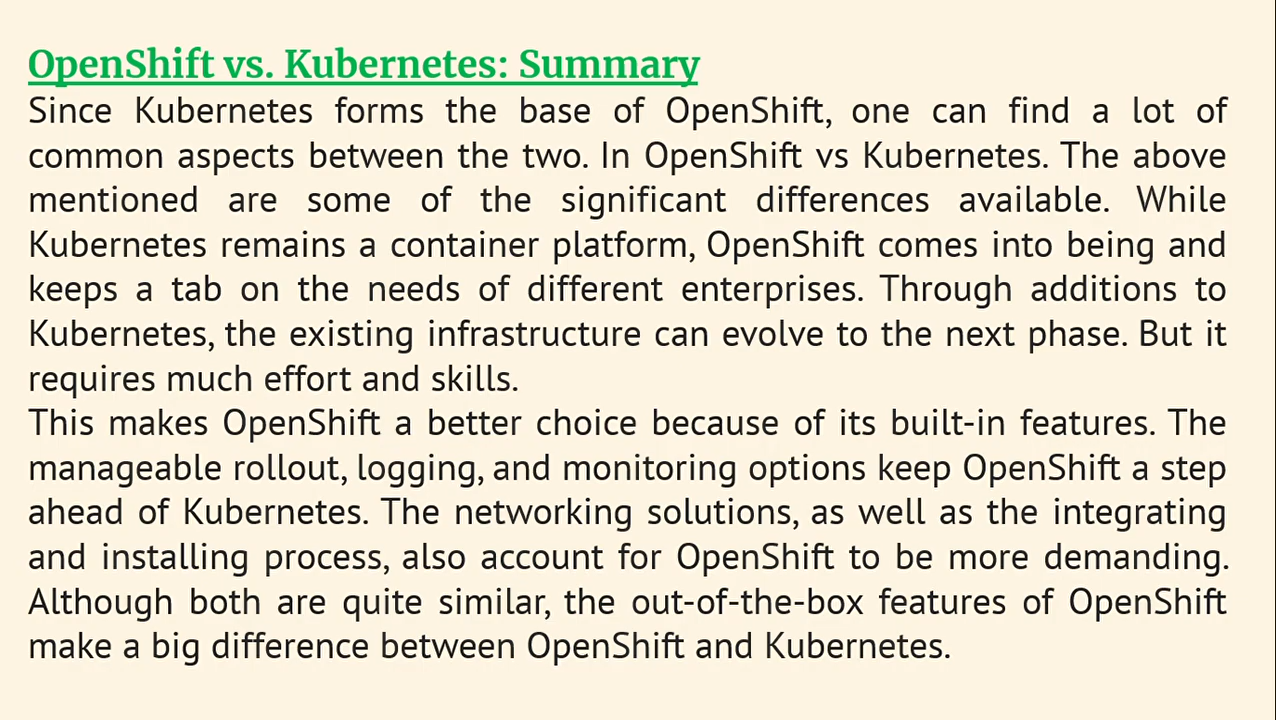 OpenShift vs. Kubernetes: Summary
Since Kubernetes forms the base of OpenShift, one can find a lot of
common aspects between the two. In OpenShift vs Kubernetes. The above
mentioned are some of the significant differences available. While
Kubernetes remains a container platform, OpenShift comes into being and
keeps a tab on the needs of different enterprises. Through additions to
Kubernetes, the existing infrastructure can evolve to the next phase. But it
requires much effort and skills.
This makes OpenShift a better choice because of its built-in features. The
manageable rollout, logging, and monitoring options keep OpenShift a step
ahead of Kubernetes. The networking solutions, as well as the integrating
and installing process, also account for OpenShift to be more demanding.
Although both are quite similar, the out-of-the-box features of OpenShift
make a big difference between OpenShift and Kubernetes.